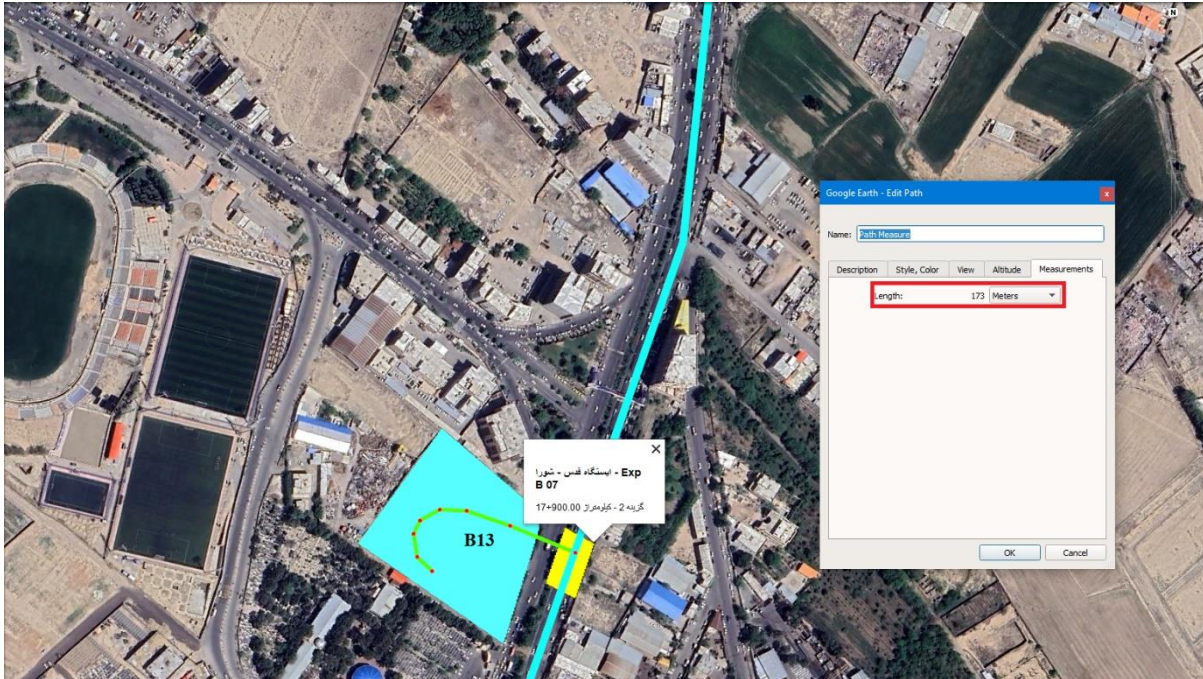 N
Google Earth - Edit Path
x
Name: Path Measure
Description Style, Color View Altitude Measurements
Length: 173 Meters
OK Cancel
Exp - ایستگاه قدس - شورا
B 07
گزینه 2 - کیلومتراژ 17+900.00
B13